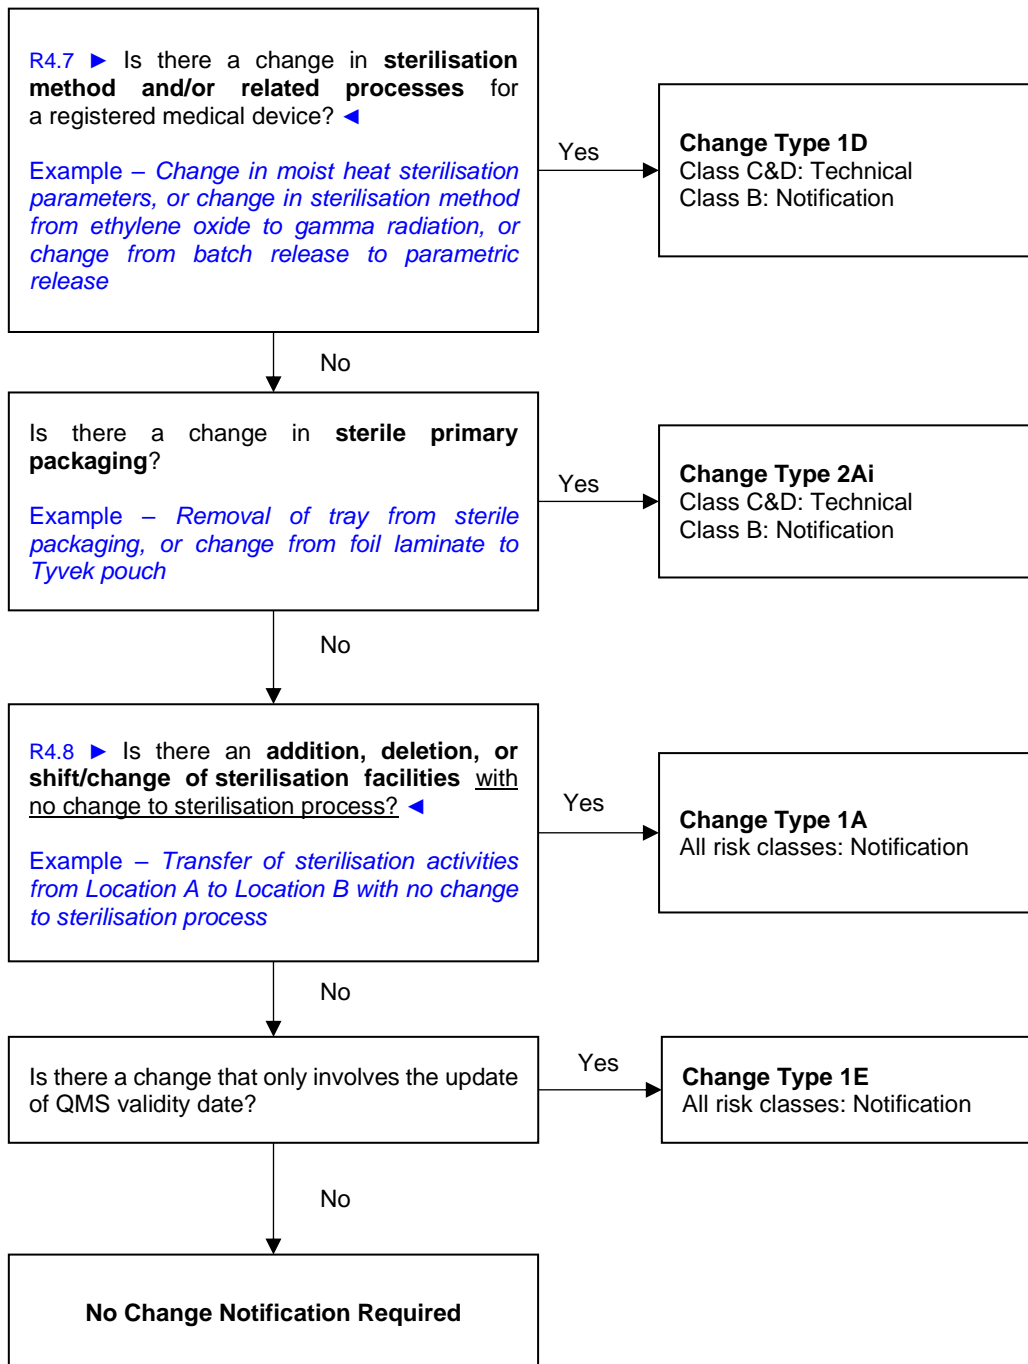 R4.7 ► Is there a change in sterilisation
method and/or related processes for
a registered medical device? ◄
Example – Change in moist heat sterilisation
parameters, or change in sterilisation method
from ethylene oxide to gamma radiation, or
change from batch release to parametric
release
Yes
Change Type 1D
Class C&D: Technical
Class B: Notification
No
Is there a change in sterile primary
packaging?
Example – Removal of tray from sterile
packaging, or change from foil laminate to
Tyvek pouch
Yes
Change Type 2Ai
Class C&D: Technical
Class B: Notification
No
R4.8 ► Is there an addition, deletion, or
shift/change of sterilisation facilities with
no change to sterilisation process? ◄
Example – Transfer of sterilisation activities
from Location A to Location B with no change
to sterilisation process
Yes
Change Type 1A
All risk classes: Notification
No
Is there a change that only involves the update
of QMS validity date?
Yes
Change Type 1E
All risk classes: Notification
No
No Change Notification Required